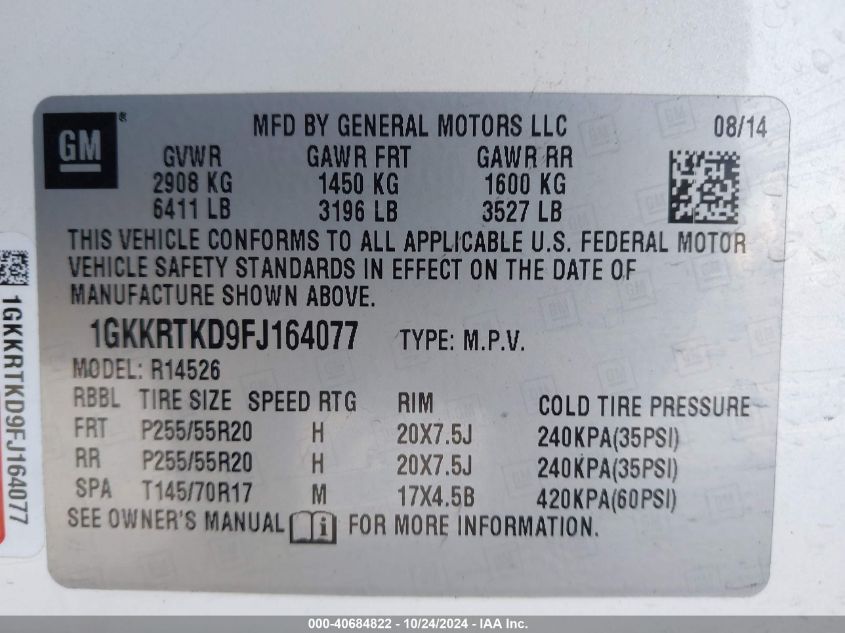 GM®
MFD BY GENERAL MOTORS LLC 08/14
GVWR GAWR FRT GAWR RR
2908 KG 1450 KG 1600 KG
6411 LB 3196 LB 3527 LB
THIS VEHICLE CONFORMS TO ALL APPLICABLE U.S. FEDERAL MOTOR
VEHICLE SAFETY STANDARDS IN EFFECT ON THE DATE OF
MANUFACTURE SHOWN ABOVE.
1GKKRTKD9FJ164077 TYPE: M.P.V.
MODEL: R14526
RBBL TIRE SIZE SPEED RTG RIM COLD TIRE PRESSURE
FRT P255/55R20 H 20X7.5J 240KPA(35PSI)
RR P255/55R20 H 20X7.5J 240KPA(35PSI)
SPA T145/70R17 M 17X4.5B 420KPA(60PSI)
SEE OWNER'S MANUAL i FOR MORE INFORMATION.
1GKKRTKD9FJ164077
000-40684822 - 10/24/2024 - IAA Inc.